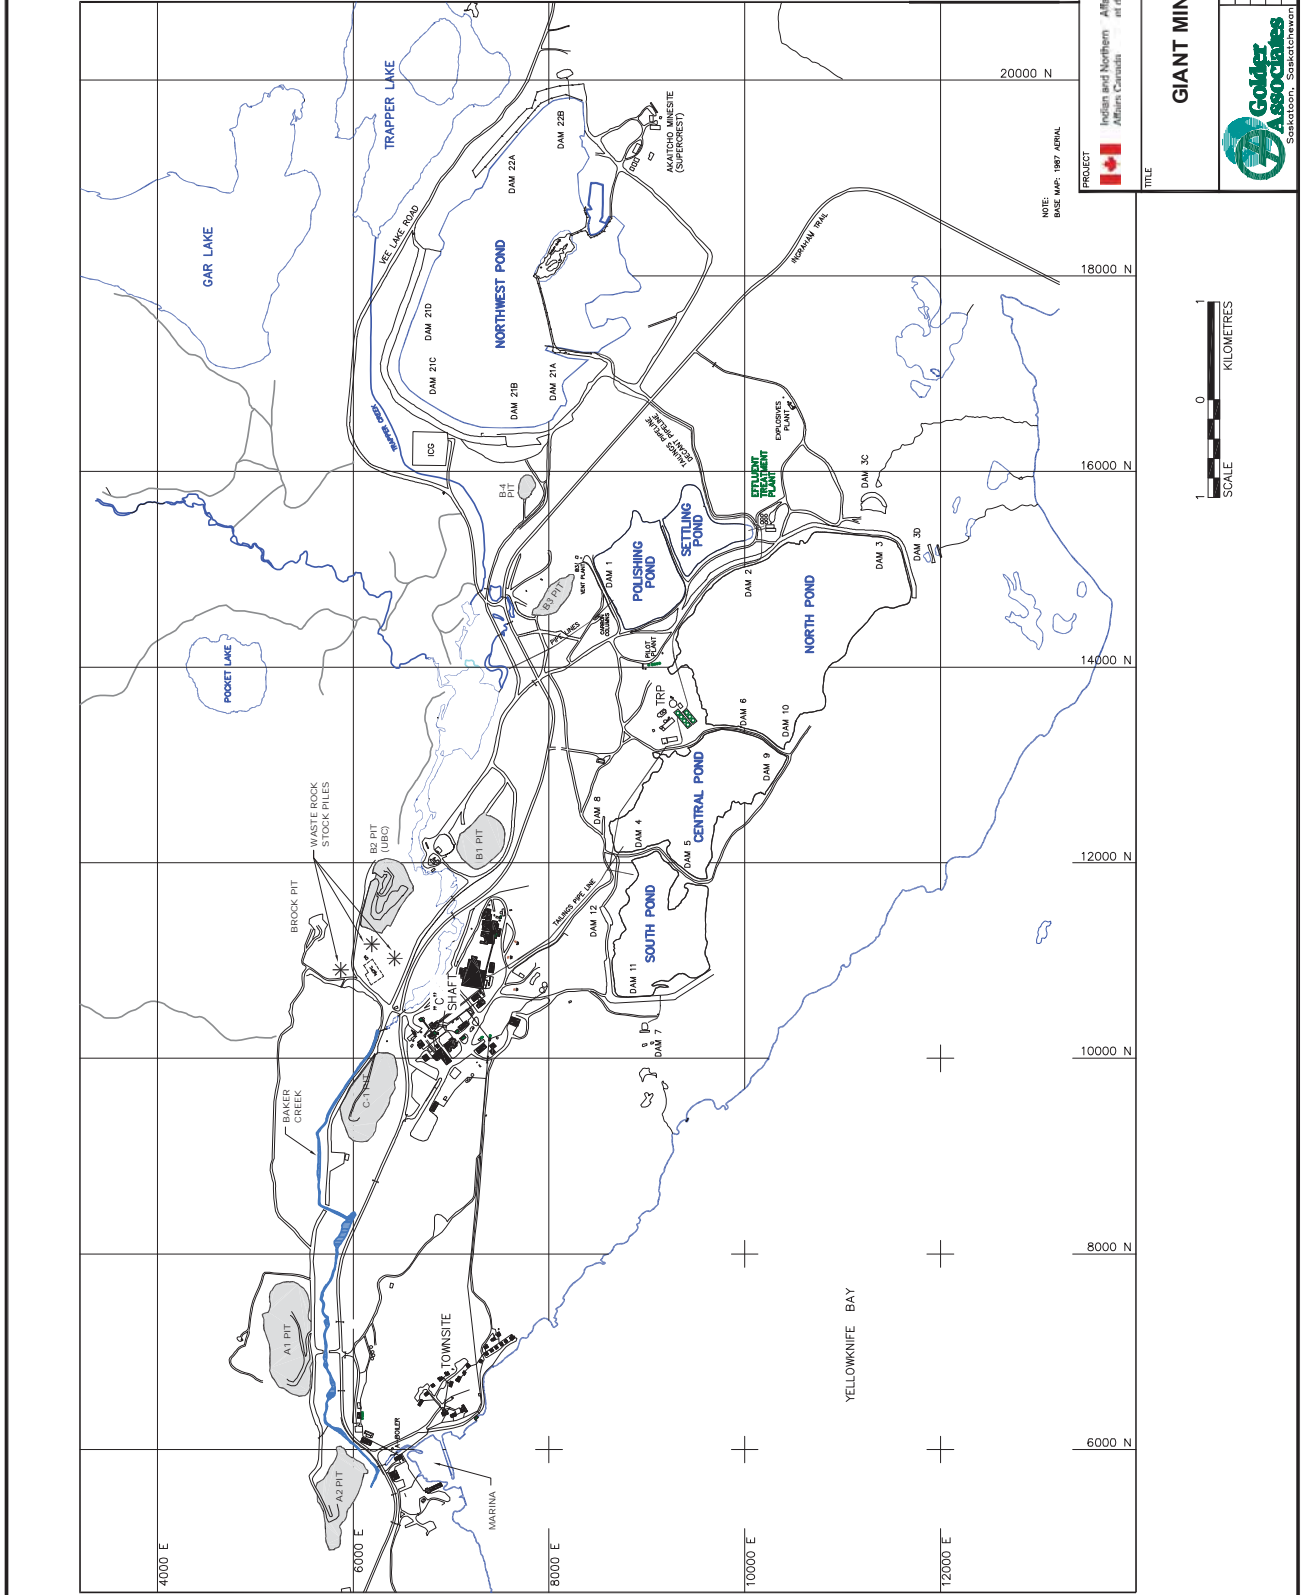 20000 N
18000 N
16000 N
14000 N
12000 N
10000 N
8000 N
6000 N
4000 E
6000 E
8000 E
10000 E
12000 E
TRAPPER LAKE
GAR LAKE
VEE LAKE ROAD
DAM 22B
DAM 22A
AKAITCHO MINESITE
(SUPERCREST)
NORTHWEST POND
INGRAHAM TRAIL
DAM 21D
DAM 21C
DAM 21B
DAM 21A
TRAPPER CREEK
ICG
B-4
PIT
TAILINGS PIPELINE
DECANT PIPELINE
EXPLOSIVES
PLANT
EFFLUENT
TREATMENT
PLANT
DAM 3C
DAM 3D
DAM 3
SETTLING
POND
POLISHING
POND
DAM 1
DAM 2
VENT PLANT
B3 PIT
PIPE LINES
COLUMNS
PILOT
PLANT
NORTH POND
POCKET LAKE
TRP
DAM 6
DAM 10
DAM 9
CENTRAL POND
DAM 8
DAM 4
DAM 5
WASTE ROCK
STOCK PILES
B2 PIT
(UBC)
B1 PIT
BROCK PIT
TAILINGS PIPE LINE
DAM 12
SOUTH POND
DAM 11
DAM 7
"C"
SHAFT
C-1 PIT
BAKER
CREEK
P
A1 PIT
TOWNSITE
A2 PIT
A-BOILER
MARINA
YELLOWKNIFE BAY
NOTE:
BASE MAP: 1987 AERIAL
1 0 1
SCALE KILOMETRES
PROJECT
Indian and Northern
Affairs Canada
TITLE
GIANT MIN
Golder
Associates
Saskatoon, Saskatchewan